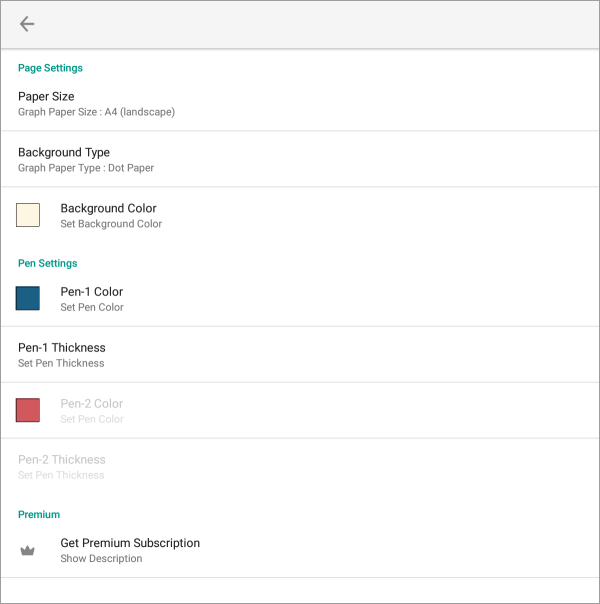 Page Settings
Paper Size
Graph Paper Size : A4 (landscape)
Background Type
Graph Paper Type : Dot Paper
Background Color
Set Background Color
Pen Settings
Pen-1 Color
Set Pen Color
Pen-1 Thickness
Set Pen Thickness
Pen-2 Color
Set Pen Color
Pen-2 Thickness
Set Pen Thickness
Premium
Get Premium Subscription
Show Description